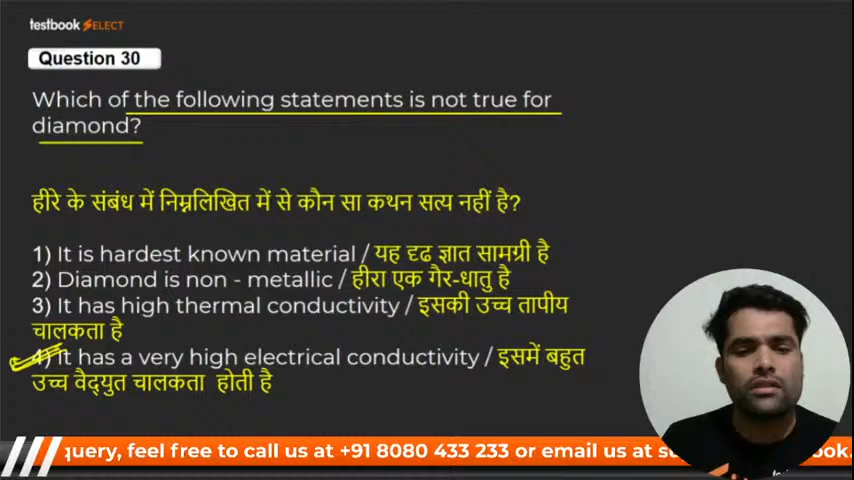 testbook SELECT
Question 30
Which of the following statements is not true for
diamond?
हीरे के संबंध में निम्नलिखित में से कौन सा कथन सत्य नहीं है?
1) It is hardest known material / यह दृढ ज्ञात सामग्री है
2) Diamond is non - metallic / हीरा एक गैर-धातु है
3) It has high thermal conductivity / इसकी उच्च तापीय
चालकता है
4) It has a very high electrical conductivity / इसमें बहुत
उच्च वैद्युत चालकता होती है
query, feel free to call us at +91 8080 433 233 or email us at